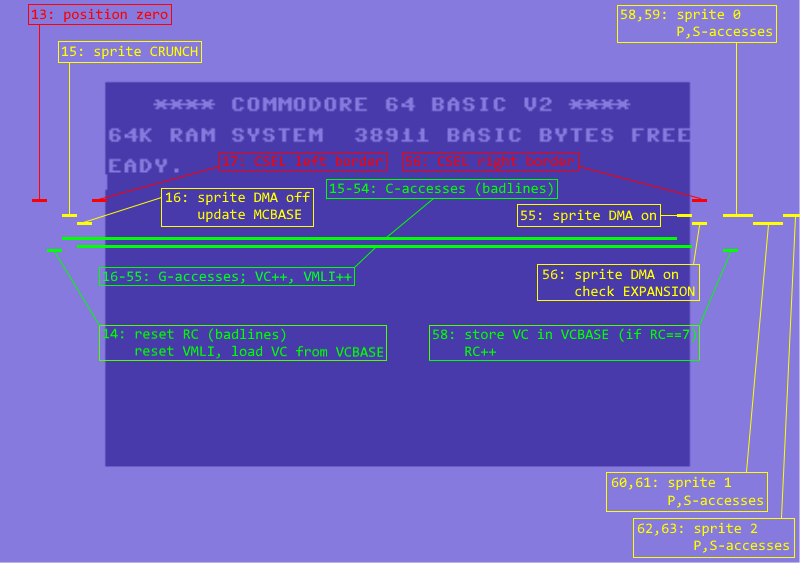 13: position zero
58,59: sprite 0
P,S-accesses
15: sprite CRUNCH
**** COMMODORE 64 BASIC V2 ****
64K RAM SYSTEM 38911 BASIC BYTES FREE
EADY.
17: CSEL left border
56: CSEL right border
15-54: C-accesses (badlines)
16: sprite DMA off
update MCBASE
55: sprite DMA on
16-55: G-accesses; VC++, VMLI++
56: sprite DMA on
check EXPANSION
14: reset RC (badlines)
reset VMLI, load VC from VCBASE
58: store VC in VCBASE (if RC==7)
RC++
60,61: sprite 1
P,S-accesses
62,63: sprite 2
P,S-accesses